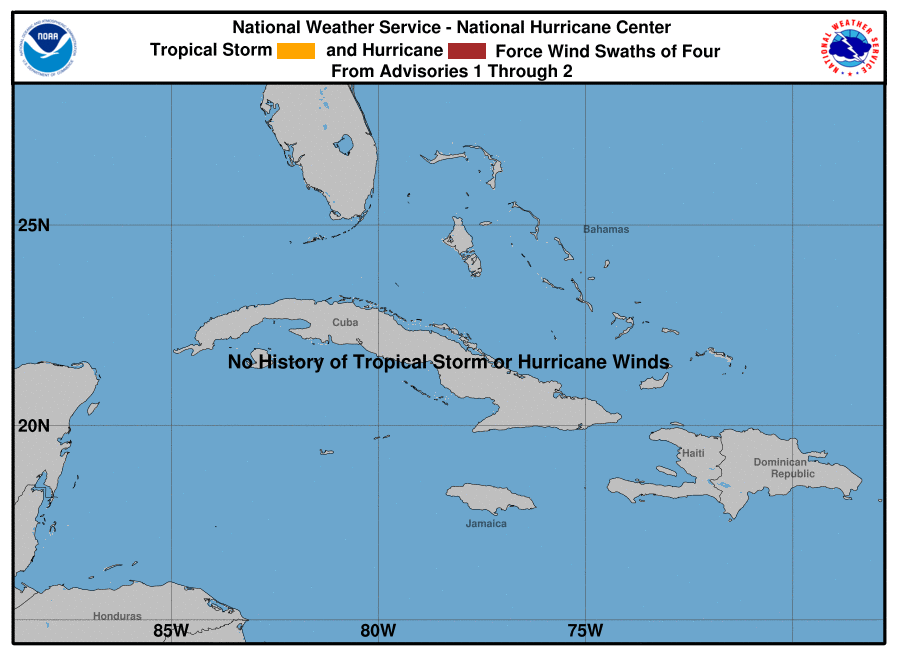 National Weather Service - National Hurricane Center
Tropical Storm and Hurricane Force Wind Swaths of Four
From Advisories 1 Through 2
NOAA
NATIONAL WEATHER SERVICE
25N
Bahamas
Cuba
No History of Tropical Storm or Hurricane Winds
20N
Haiti
Dominican
Republic
Jamaica
Honduras
85W 80W 75W